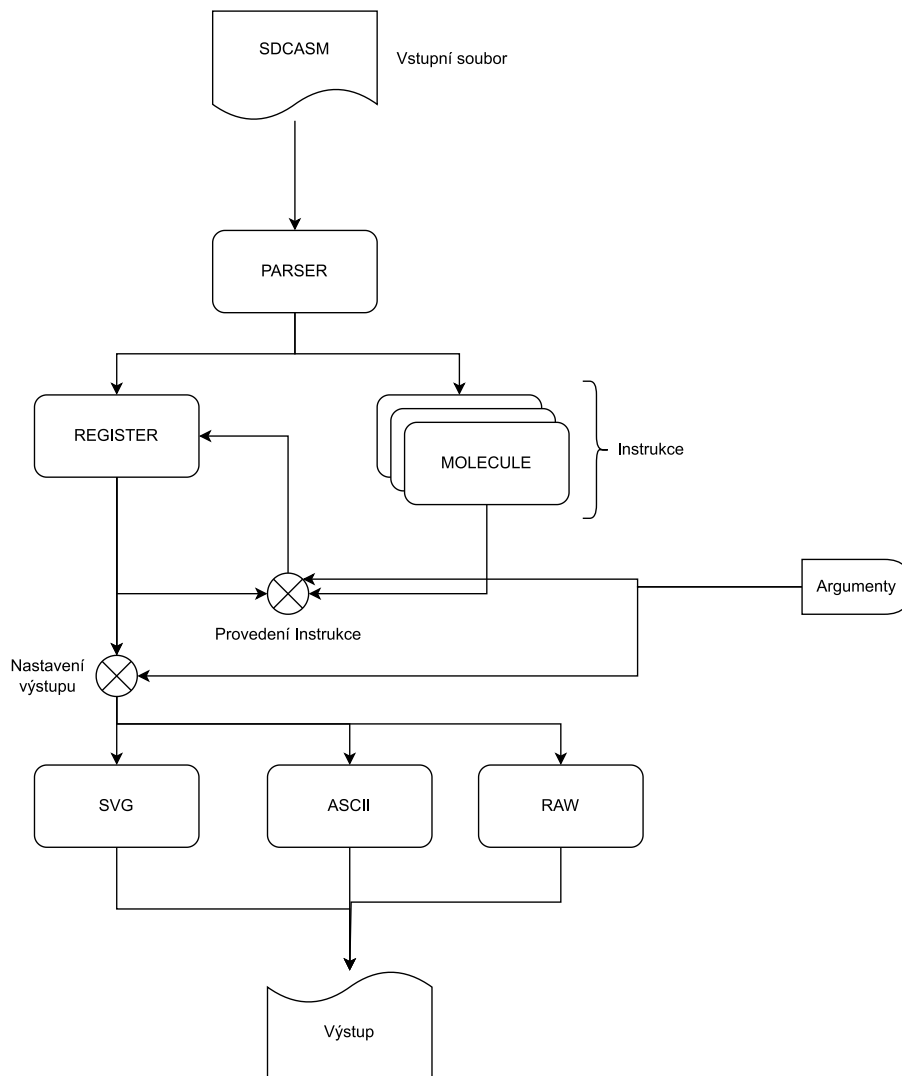 SDCASM
Vstupní soubor
PARSER
REGISTER
MOLECULE
Instrukce
Argumenty
Provedení Instrukce
Nastavení
výstupu
SVG
ASCII
RAW
Výstup